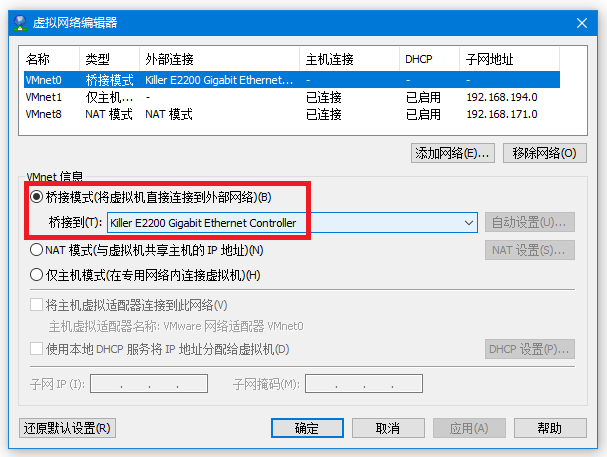 虚拟网络编辑器
名称 类型 外部连接 主机连接 DHCP 子网地址
VMnet0 桥接模式 Killer E2200 Gigabit Ethernet... - - -
VMnet1 仅主机... - 已连接 已启用 192.168.194.0
VMnet8 NAT 模式 NAT 模式 已连接 已启用 192.168.171.0
添加网络(E)... 移除网络(O)
VMnet 信息
桥接模式(将虚拟机直接连接到外部网络)(B)
桥接到(T): Killer E2200 Gigabit Ethernet Controller 自动设置(U)...
NAT 模式(与虚拟机共享主机的 IP 地址)(N) NAT 设置(S)...
仅主机模式(在专用网络内连接虚拟机)(H)
将主机虚拟适配器连接到此网络(V)
主机虚拟适配器名称: VMware 网络适配器 VMnet0
使用本地 DHCP 服务将 IP 地址分配给虚拟机(D) DHCP 设置(P)...
子网 IP (I): . . . 子网掩码(M): . . .
还原默认设置(R) 确定 取消 应用(A) 帮助